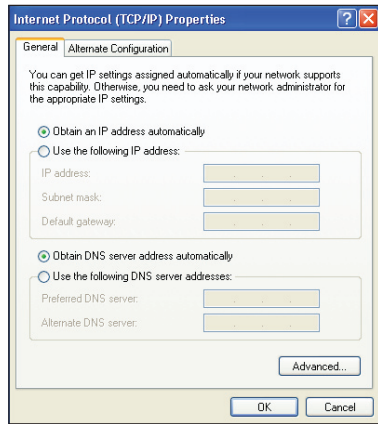 Internet Protocol (TCP/IP) Properties
General Alternate Configuration
You can get IP settings assigned automatically if your network supports
this capability. Otherwise, you need to ask your network administrator for
the appropriate IP settings.
Obtain an IP address automatically
Use the following IP address:
IP address:
Subnet mask:
Default gateway:
Obtain DNS server address automatically
Use the following DNS server addresses:
Preferred DNS server:
Alternate DNS server:
Advanced...
OK Cancel